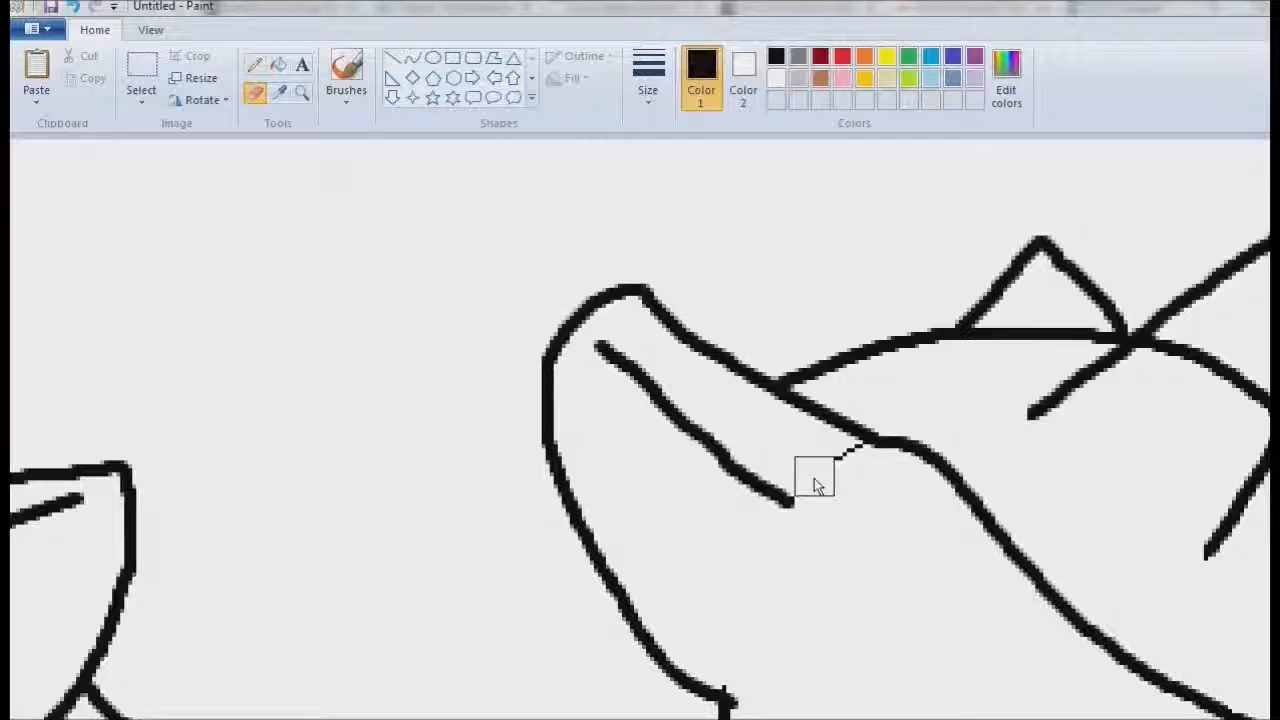 Untitled - Paint
Home View
Paste
Cut
Copy
Clipboard
Select
Crop
Resize
Rotate
Image
A
Tools
Brushes
Outline
Fill
Shapes
Size
Color 1
Color 2
Edit colors
Colors